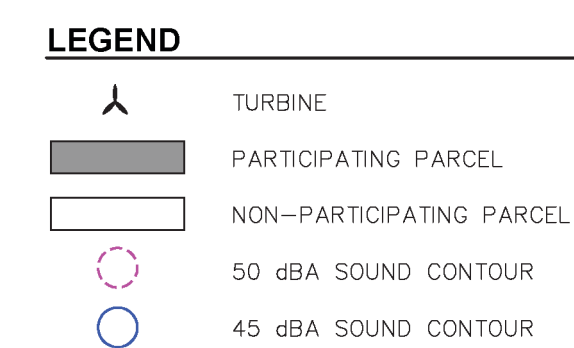 LEGEND
TURBINE
PARTICIPATING PARCEL
NON-PARTICIPATING PARCEL
50 dBA SOUND CONTOUR
45 dBA SOUND CONTOUR